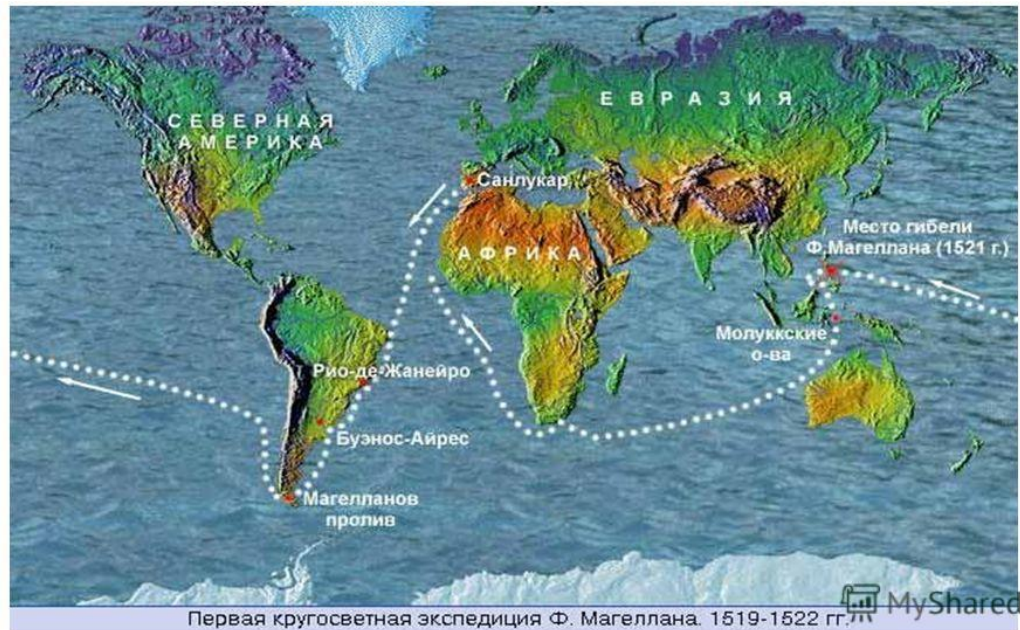 ЕВРАЗИЯ
СЕВЕРНАЯ
АМЕРИКА
Санлукар
Место гибели
Ф.Магеллана (1521 г.)
АФРИКА
Молуккские
о-ва
Рио-де-Жанейро
Буэнос-Айрес
Магелланов
пролив
MyShared
Первая кругосветная экспедиция Ф. Магеллана. 1519-1522 гг.